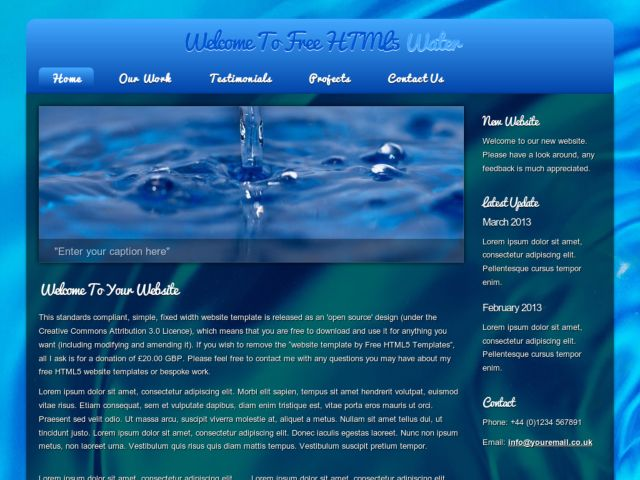 Welcome To Free HTML5 Water
Home Our Work Testimonials Projects Contact Us
"Enter your caption here"
Welcome To Your Website
This standards compliant, simple, fixed width website template is released as an 'open source' design (under the
Creative Commons Attribution 3.0 Licence), which means that you are free to download and use it for anything you
want (including modifying and amending it). If you wish to remove the "website template by Free HTML5 Templates",
all I ask is for a donation of £20.00 GBP. Please feel free to contact me with any questions you may have about my
free HTML5 website templates or bespoke work.
Lorem ipsum dolor sit amet, consectetur adipiscing elit. Morbi elit sapien, tempus sit amet hendrerit volutpat, euismod
vitae risus. Etiam consequat, sem et vulputate dapibus, diam enim tristique est, vitae porta eros mauris ut orci.
Praesent sed velit odio. Ut massa arcu, suscipit viverra molestie at, aliquet a metus. Nullam sit amet tellus dui, ut
tincidunt justo. Lorem ipsum dolor sit amet, consectetur adipiscing elit. Donec iaculis egestas laoreet. Nunc non ipsum
metus, non laoreet urna. Vestibulum quis risus quis diam mattis tempus. Vestibulum suscipit pretium tempor.
Lorem ipsum dolor sit amet, consectetur
Lorem ipsum dolor sit amet, consectetur
New Website
Welcome to our new website.
Please have a look around, any
feedback is much appreciated.
Latest Update
March 2013
Lorem ipsum dolor sit amet,
consectetur adipiscing elit.
Pellentesque cursus tempor
enim.
February 2013
Lorem ipsum dolor sit amet,
consectetur adipiscing elit.
Pellentesque cursus tempor
enim.
Contact
Phone: +44 (0)1234 567891
Email: info@youremail.co.uk